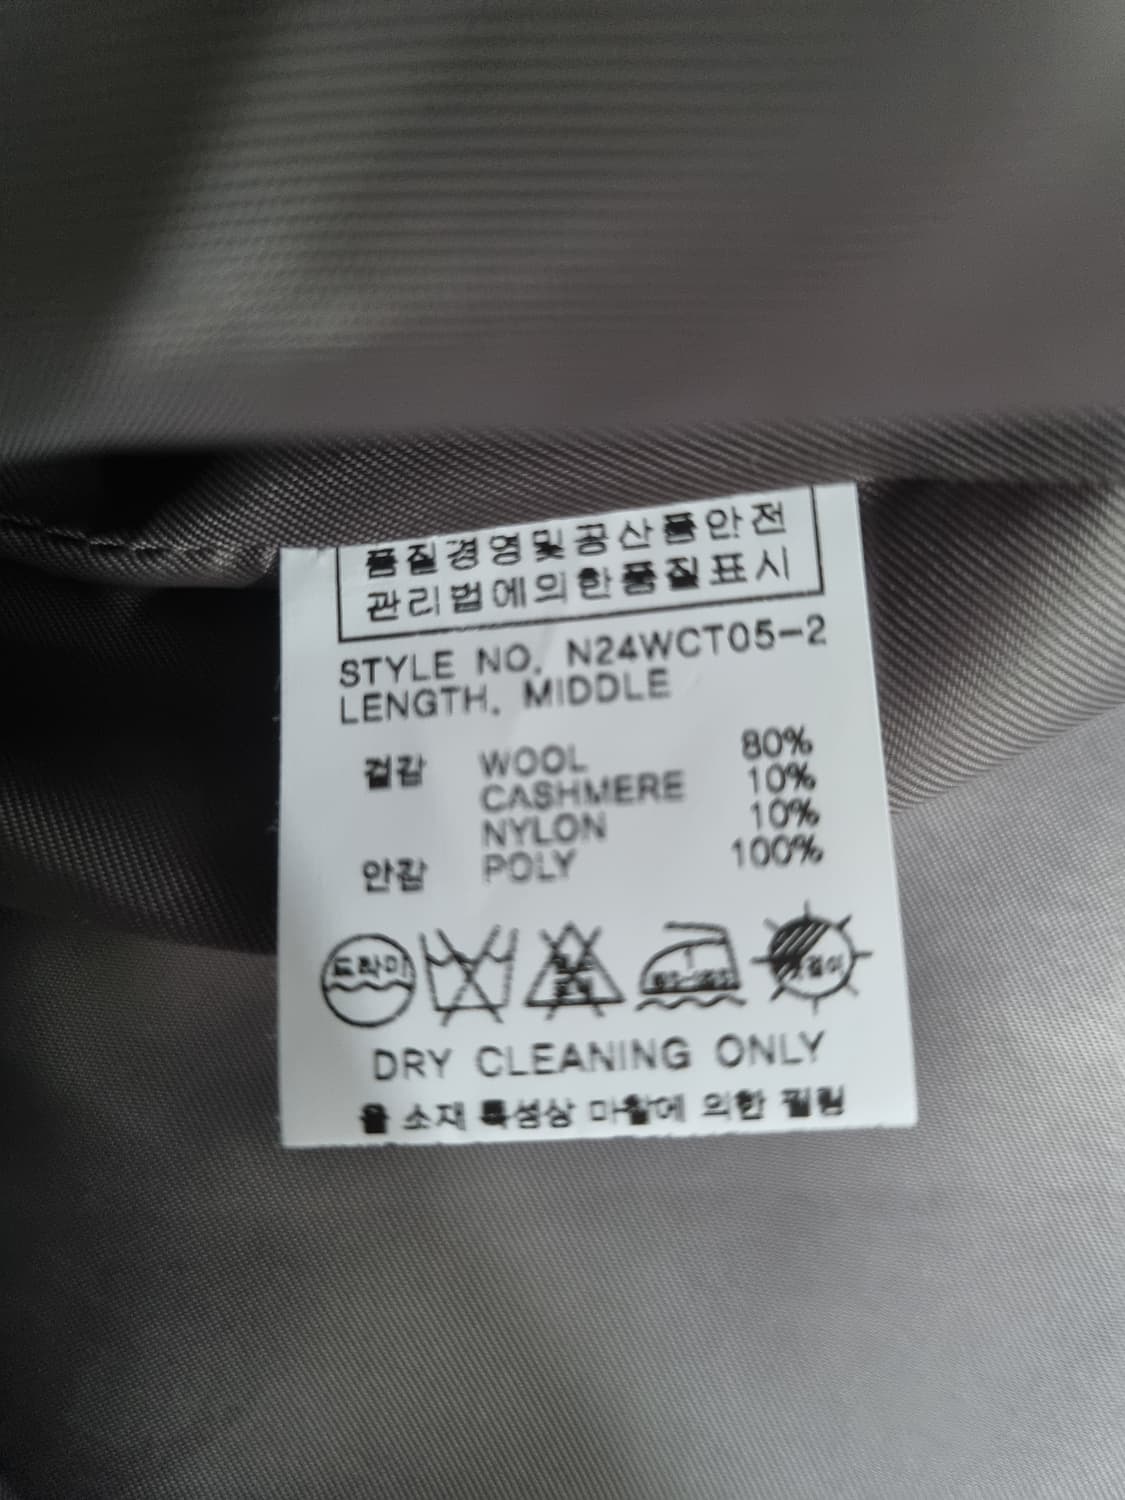 품질경영및공산품안전
관리법에의한품질표시
STYLE NO. N24WCT05-2
LENGTH. MIDDLE
겉감 WOOL 80%
CASHMERE 10%
NYLON 10%
안감 POLY 100%
드라이
옷걸이
DRY CLEANING ONLY
울 소재 특성상 마찰에 의한 필링